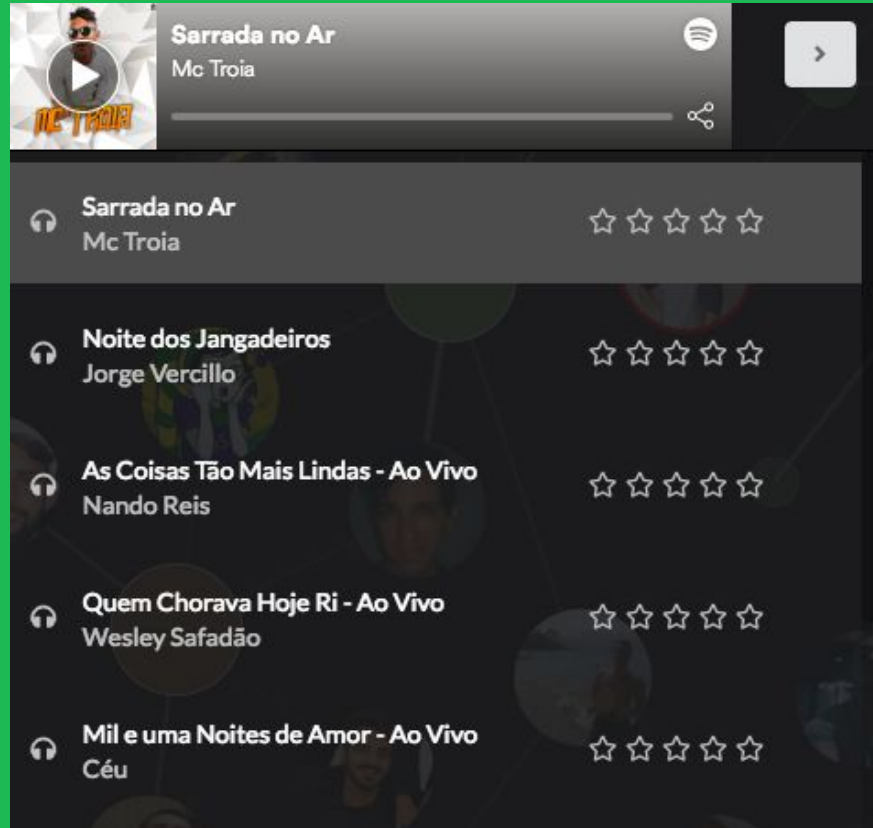 Sarrada no Ar
Mc Troia
MC TROIA
Sarrada no Ar
Mc Troia
Noite dos Jangadeiros
Jorge Vercillo
As Coisas Tão Mais Lindas - Ao Vivo
Nando Reis
Quem Chorava Hoje Ri - Ao Vivo
Wesley Safadão
Mil e uma Noites de Amor - Ao Vivo
Céu